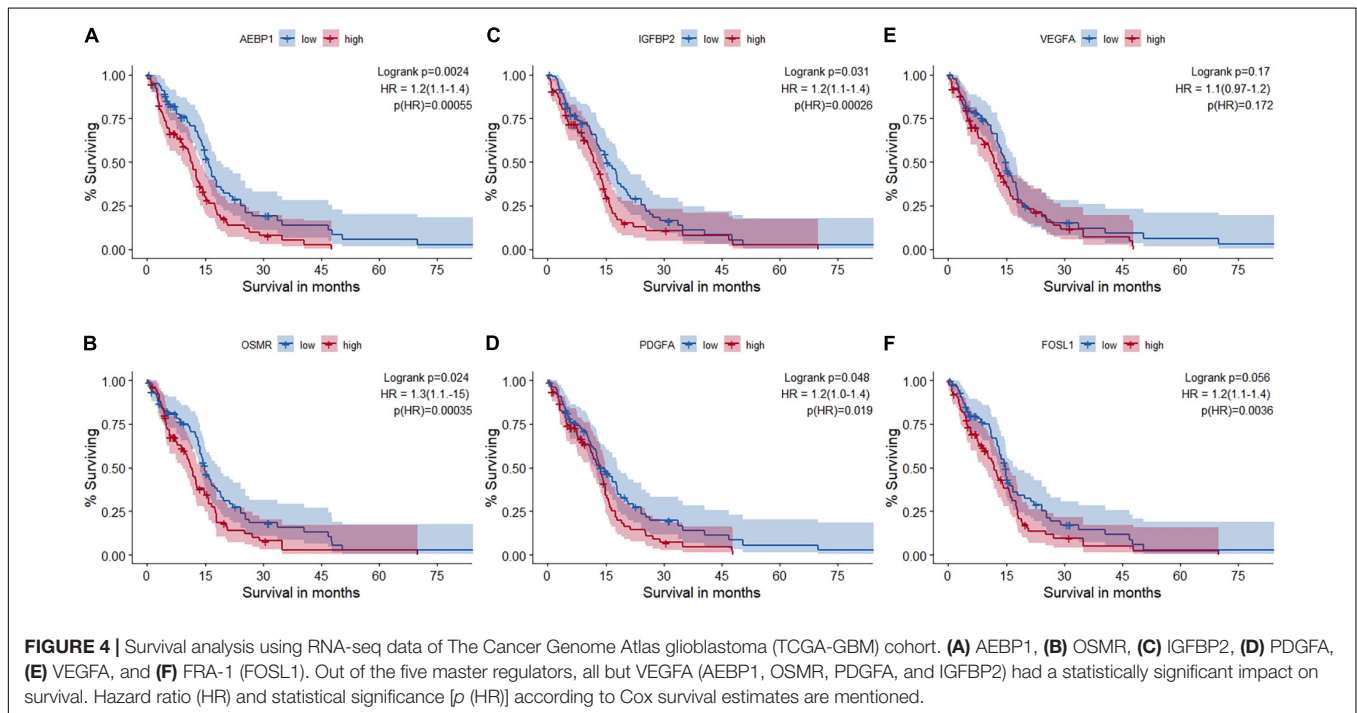 A
AEBP1 low high
Logrank p=0.0024
HR = 1.2(1.1-1.4)
p(HR)=0.00055
% Surviving
1.00
0.75
0.50
0.25
0.00
0 15 30 45 60 75
Survival in months
C
IGFBP2 low high
Logrank p=0.031
HR = 1.2(1.1-1.4)
p(HR)=0.00026
% Surviving
1.00
0.75
0.50
0.25
0.00
0 15 30 45 60 75
Survival in months
E
VEGFA low high
Logrank p=0.17
HR = 1.1(0.97-1.2)
p(HR)=0.172
% Surviving
1.00
0.75
0.50
0.25
0.00
0 15 30 45 60 75
Survival in months
B
OSMR low high
Logrank p=0.024
HR = 1.3(1.1.-15)
p(HR)=0.00035
% Surviving
1.00
0.75
0.50
0.25
0.00
0 15 30 45 60 75
Survival in months
D
PDGFA low high
Logrank p=0.048
HR = 1.2(1.0-1.4)
p(HR)=0.019
% Surviving
1.00
0.75
0.50
0.25
0.00
0 15 30 45 60 75
Survival in months
F
FOSL1 low high
Logrank p=0.056
HR = 1.2(1.1-1.4)
p(HR)=0.0036
% Surviving
1.00
0.75
0.50
0.25
0.00
0 15 30 45 60 75
Survival in months
FIGURE 4 | Survival analysis using RNA-seq data of The Cancer Genome Atlas glioblastoma (TCGA-GBM) cohort. (A) AEBP1, (B) OSMR, (C) IGFBP2, (D) PDGFA,
(E) VEGFA, and (F) FRA-1 (FOSL1). Out of the five master regulators, all but VEGFA (AEBP1, OSMR, PDGFA, and IGFBP2) had a statistically significant impact on
survival. Hazard ratio (HR) and statistical significance [p (HR)] according to Cox survival estimates are mentioned.